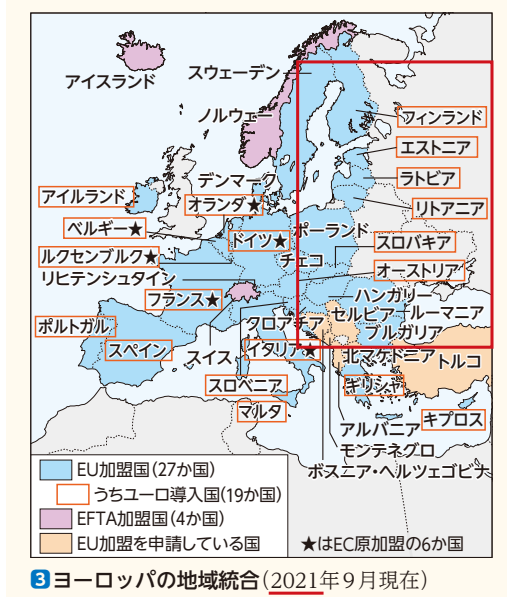 アイスランド
スウェーデン
ノルウェー
フィンランド
エストニア
ラトビア
リトアニア
デンマーク
アイルランド
オランダ★
ベルギー★
ドイツ★
ポーランド
スロバキア
チェコ
ルクセンブルク★
オーストリア
リヒテンシュタイン
ハンガリー
フランス★
セルビア
ルーマニア
ポルトガル
クロアチア
ブルガリア
スペイン
スイス
イタリア★
北マケドニア
トルコ
スロベニア
ギリシャ
マルタ
キプロス
アルバニア
モンテネグロ
ボスニア・ヘルツェゴビナ
EU加盟国(27か国)
うちユーロ導入国(19か国)
EFTA加盟国(4か国)
EU加盟を申請している国
★はEC原加盟の6か国
3 ヨーロッパの地域統合(2021年9月現在)